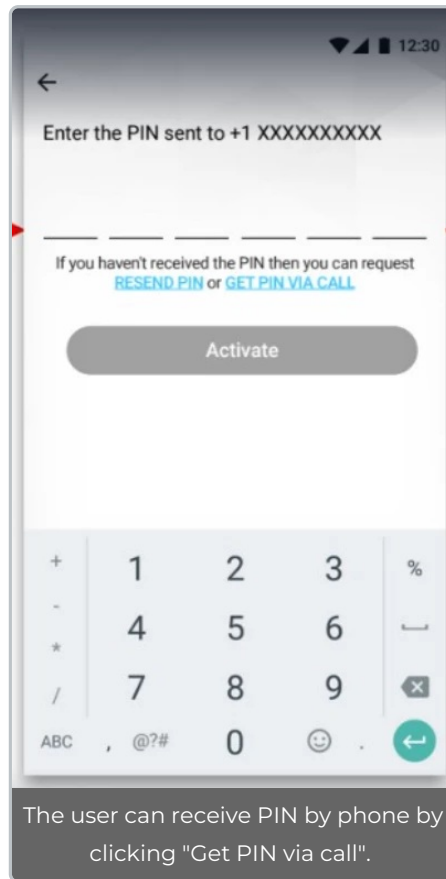 12:30
Enter the PIN sent to +1 XXXXXXXXXX
If you haven't received the PIN then you can request
RESEND PIN or GET PIN VIA CALL
Activate
+ 1 2 3 %
- 4 5 6
* 7 8 9
/
ABC , @?# 0 .
The user can receive PIN by phone by
clicking "Get PIN via call".